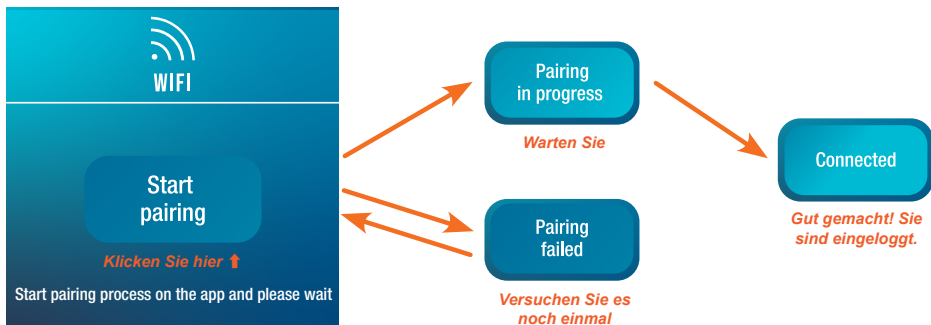 WIFI
Start
pairing
Klicken Sie hier ⬆
Start pairing process on the app and please wait
Pairing
in progress
Warten Sie
Pairing
failed
Versuchen Sie es
noch einmal
Connected
Gut gemacht! Sie
sind eingeloggt.